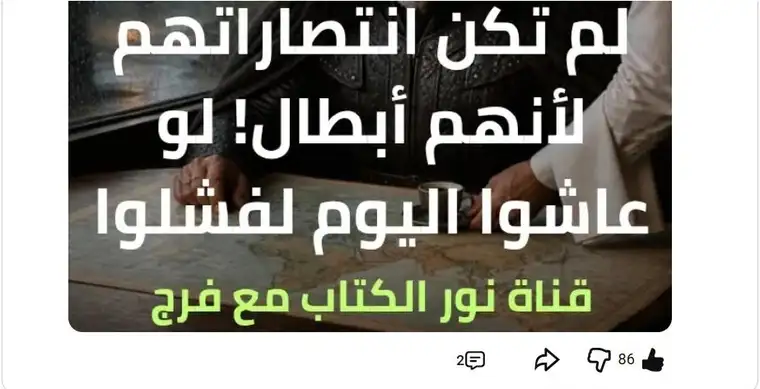 لم تكن انتصاراتهم
لأنهم أبطال! لو
عاشوا اليوم لفشلوا
قناة نور الكتاب مع فرج
2
86